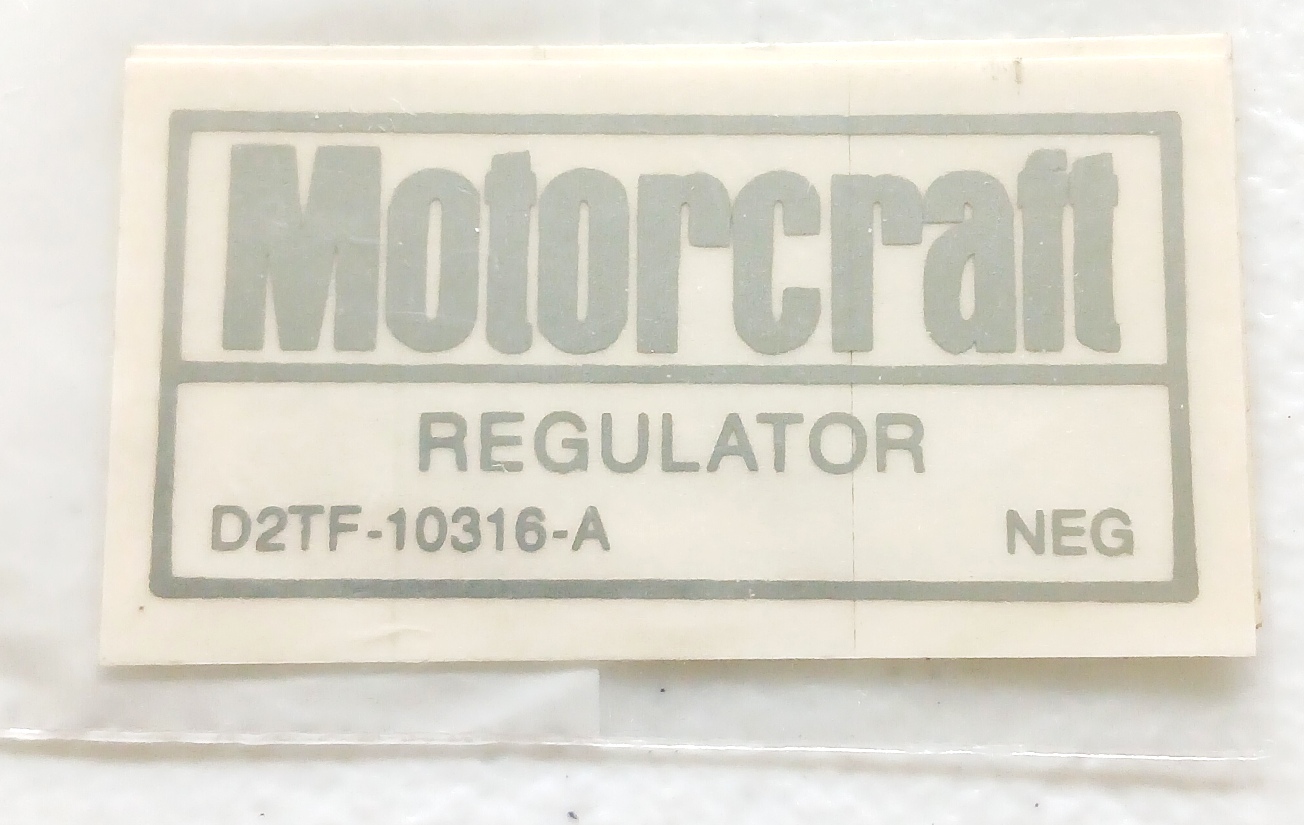 Motorcraft
REGULATOR
D2TF-10316-A NEG